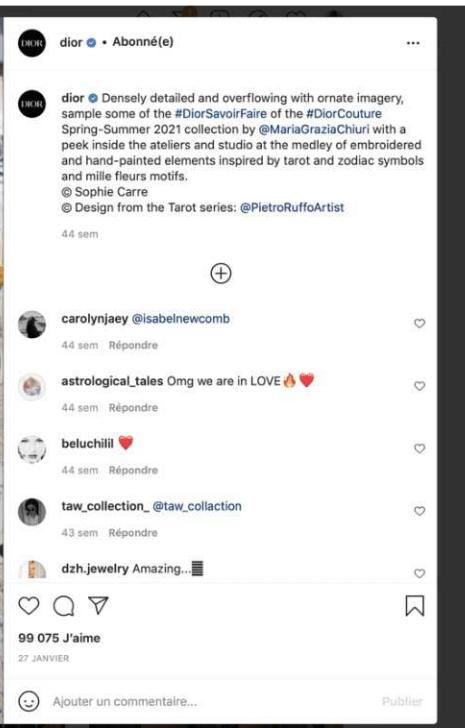 DIOR
dior • Abonné(e)
DIOR
dior Densely detailed and overflowing with ornate imagery,
sample some of the #DiorSavoirFaire of the #DiorCouture
Spring-Summer 2021 collection by @MariaGraziaChiuri with a
peek inside the ateliers and studio at the medley of embroidered
and hand-painted elements inspired by tarot and zodiac symbols
and mille fleurs motifs.
© Sophie Carre
© Design from the Tarot series: @PietroRuffoArtist
44 sem
carolynjaey @isabelnewcomb
44 sem Répondre
astrological_tales Omg we are in LOVE🔥❤️
44 sem Répondre
beluchilil ❤️
44 sem Répondre
taw_collection_ @taw_collaction
43 sem Répondre
dzh.jewelry Amazing...
99 075 J'aime
27 JANVIER
Ajouter un commentaire...
Publier